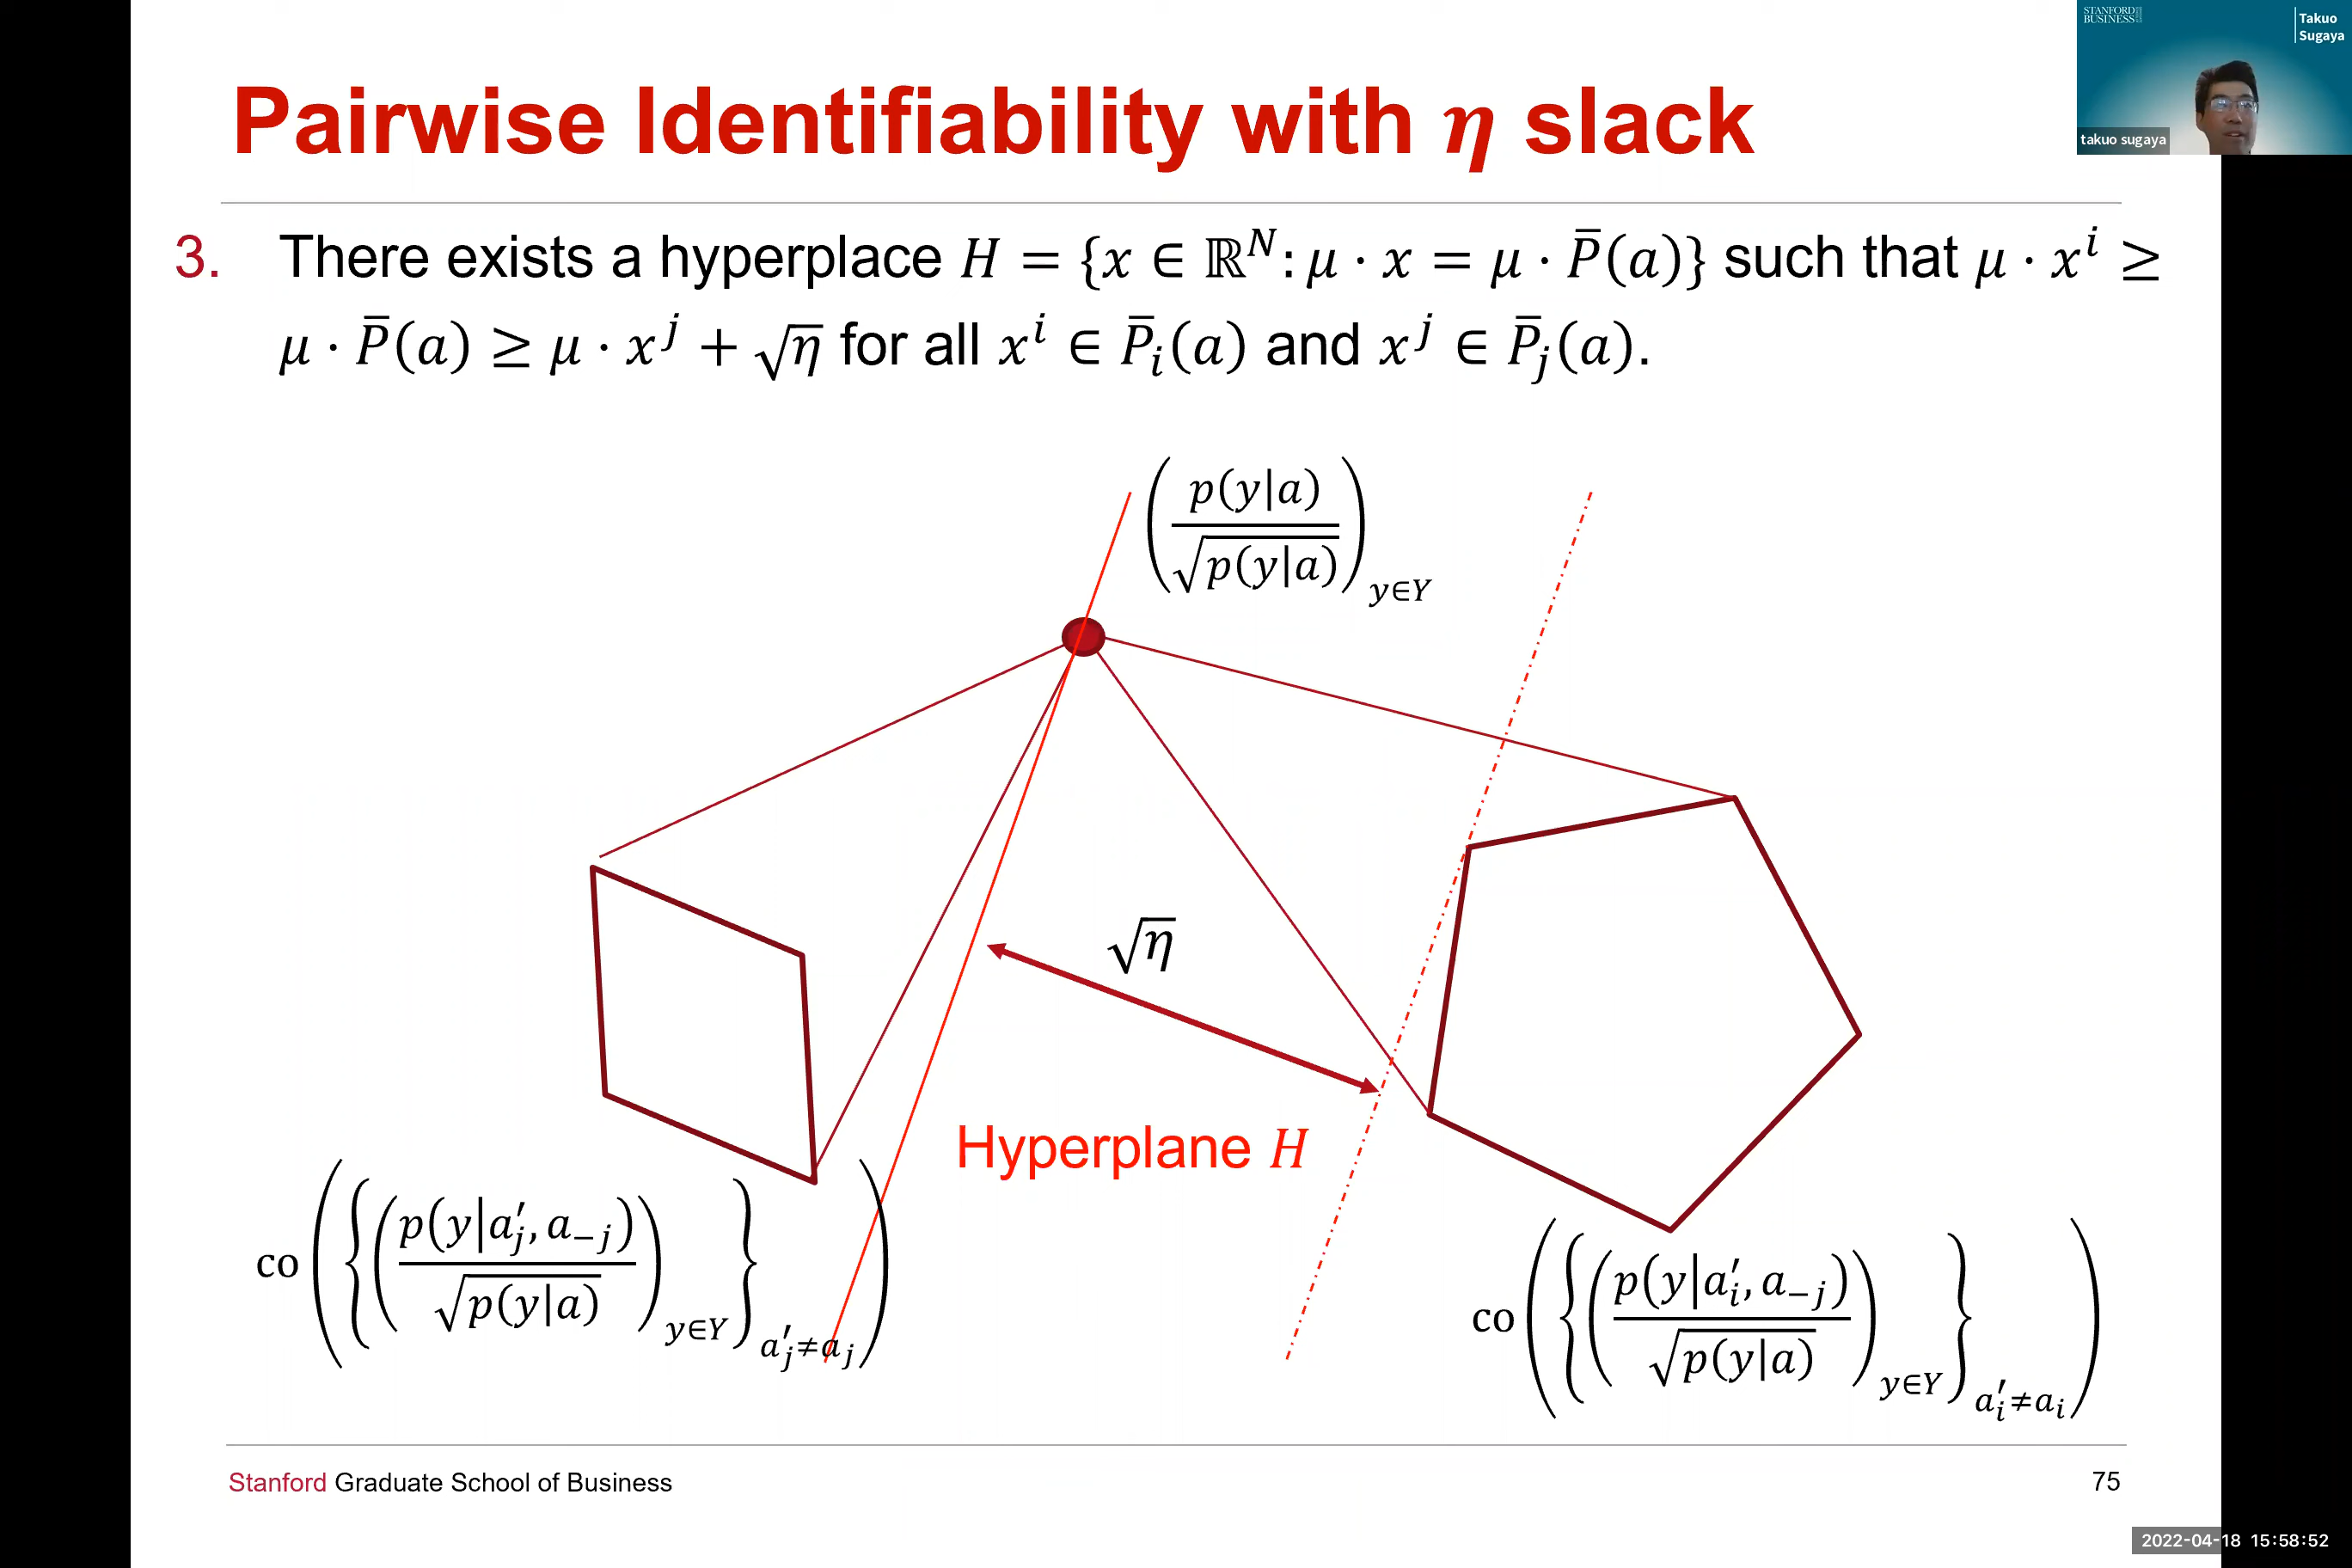 STANFORD
BUSINESS
Takuo
Sugaya
takuo sugaya
Pairwise Identifiability with η slack
3. There exists a hyperplace H = {x ∈ ℝ^N: μ · x = μ · P̄(a)} such that μ · x^i ≥
μ · P̄(a) ≥ μ · x^j + √η for all x^i ∈ P̄_i(a) and x^j ∈ P̄_j(a).
(p(y|a) / √p(y|a))_{y∈Y}
√η
Hyperplane H
co({(p(y|a′_j, a_{−j}) / √p(y|a))_{y∈Y}}_{a′_j≠a_j})
co({(p(y|a′_i, a_{−j}) / √p(y|a))_{y∈Y}}_{a′_i≠a_i})
Stanford Graduate School of Business
75
2022-04-18 15:58:52